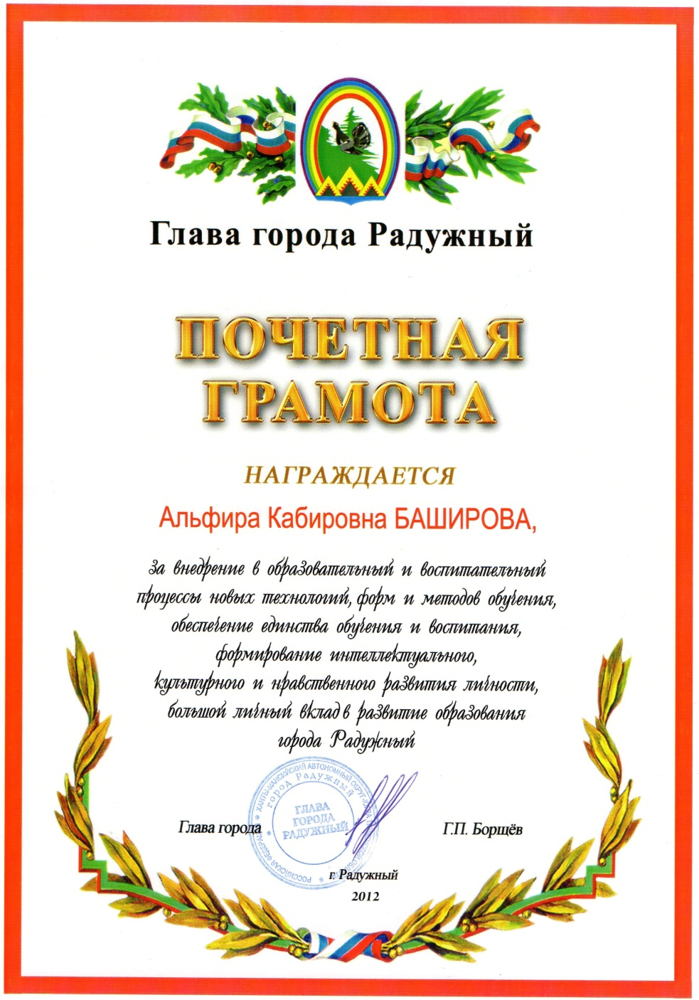 Глава города Радужный
ПОЧЕТНАЯ
ГРАМОТА
НАГРАЖДАЕТСЯ
Альфира Кабировна БАШИРОВА,
за внедрение в образовательный и воспитательный
процессы новых технологий, форм и методов обучения,
обеспечение единства обучения и воспитания,
формирование интеллектуального,
культурного и нравственного развития личности,
большой личный вклад в развитие образования
города Радужный
ХАНТЫ-МАНСИЙСКИЙ АВТОНОМНЫЙ ОКРУГ
РОССИЙСКАЯ
город Радужный
ГЛАВА
ГОРОДА
РАДУЖНЫЙ
Глава города
Г.П. Борщёв
г. Радужный
2012